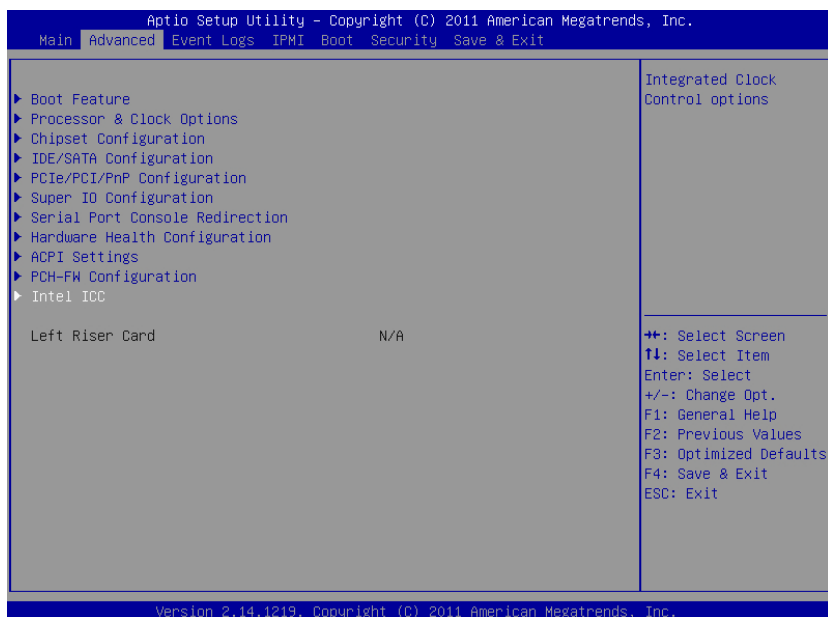 Aptio Setup Utility – Copyright (C) 2011 American Megatrends, Inc.
Main Advanced Event Logs IPMI Boot Security Save & Exit
▶ Boot Feature
▶ Processor & Clock Options
▶ Chipset Configuration
▶ IDE/SATA Configuration
▶ PCIe/PCI/PnP Configuration
▶ Super IO Configuration
▶ Serial Port Console Redirection
▶ Hardware Health Configuration
▶ ACPI Settings
▶ PCH-FW Configuration
▶ Intel ICC
Left Riser Card N/A
Integrated Clock
Control options
→←: Select Screen
↑↓: Select Item
Enter: Select
+/-: Change Opt.
F1: General Help
F2: Previous Values
F3: Optimized Defaults
F4: Save & Exit
ESC: Exit
Version 2.14.1219. Copyright (C) 2011 American Megatrends, Inc.